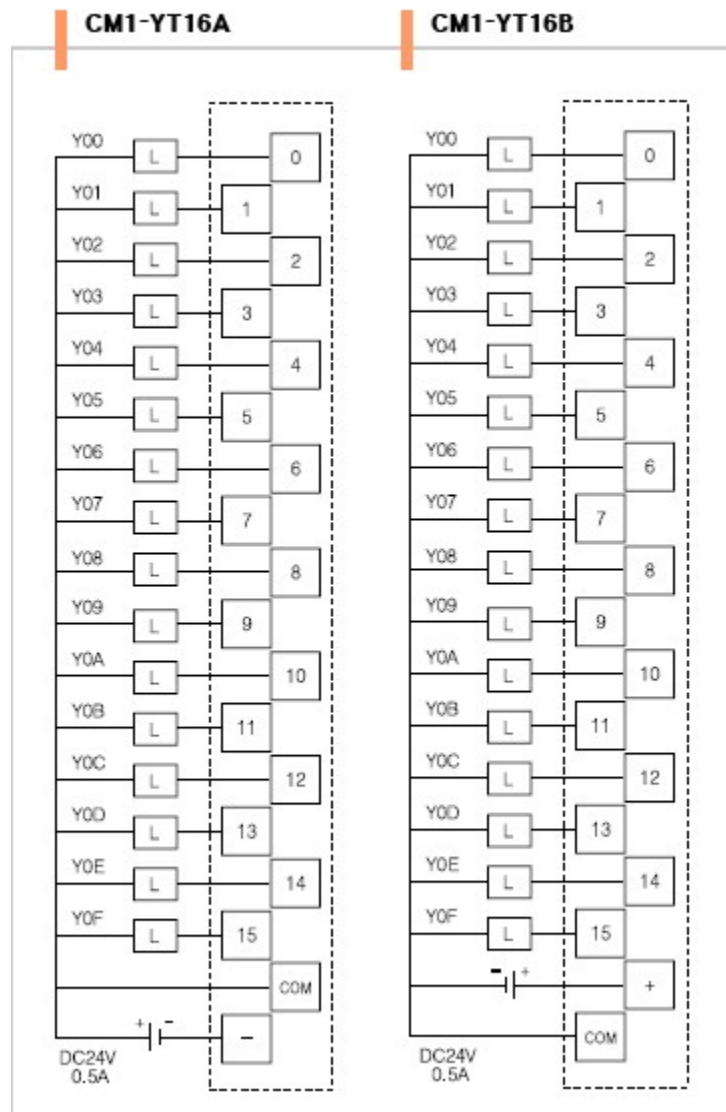 CM1-YT16A
Y00 L 0
Y01 L 1
Y02 L 2
Y03 L 3
Y04 L 4
Y05 L 5
Y06 L 6
Y07 L 7
Y08 L 8
Y09 L 9
Y0A L 10
Y0B L 11
Y0C L 12
Y0D L 13
Y0E L 14
Y0F L 15
COM
+ - −
DC24V
0.5A
CM1-YT16B
Y00 L 0
Y01 L 1
Y02 L 2
Y03 L 3
Y04 L 4
Y05 L 5
Y06 L 6
Y07 L 7
Y08 L 8
Y09 L 9
Y0A L 10
Y0B L 11
Y0C L 12
Y0D L 13
Y0E L 14
Y0F L 15
- + +
COM
DC24V
0.5A